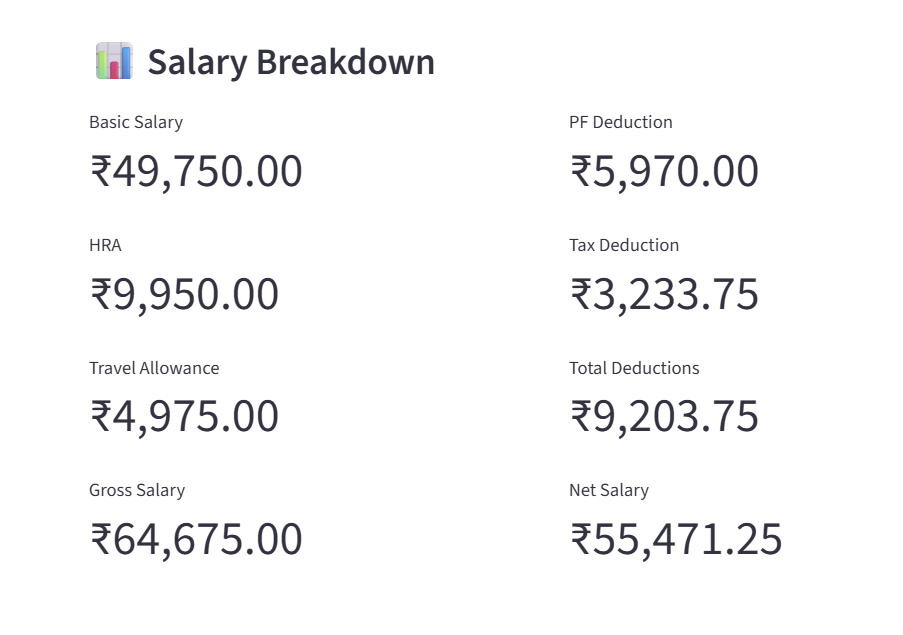 Salary Breakdown
Basic Salary
₹49,750.00
HRA
₹9,950.00
Travel Allowance
₹4,975.00
Gross Salary
₹64,675.00
PF Deduction
₹5,970.00
Tax Deduction
₹3,233.75
Total Deductions
₹9,203.75
Net Salary
₹55,471.25